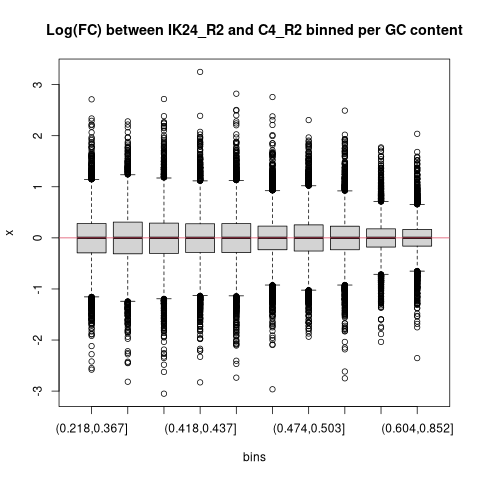 Log(FC) between IK24_R2 and C4_R2 binned per GC content
x
3
2
1
0
-1
-2
-3
(0.218,0.367] (0.418,0.437] (0.474,0.503] (0.604,0.852]
bins